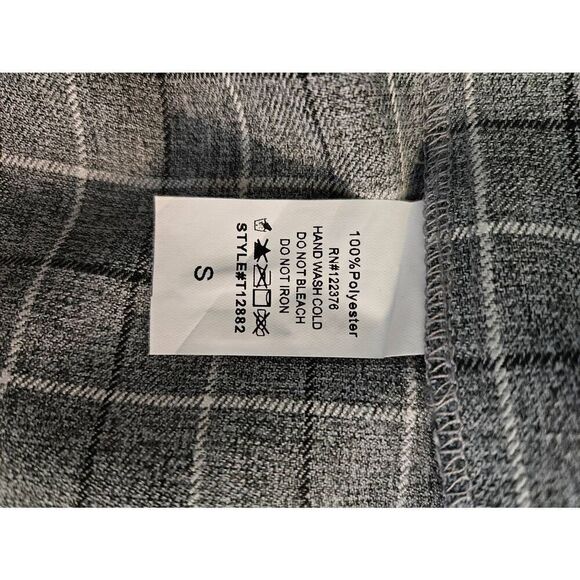 100%Polyester
RN#122376
HAND WASH COLD
DO NOT BLEACH
DO NOT IRON
STYLE#T12882
S